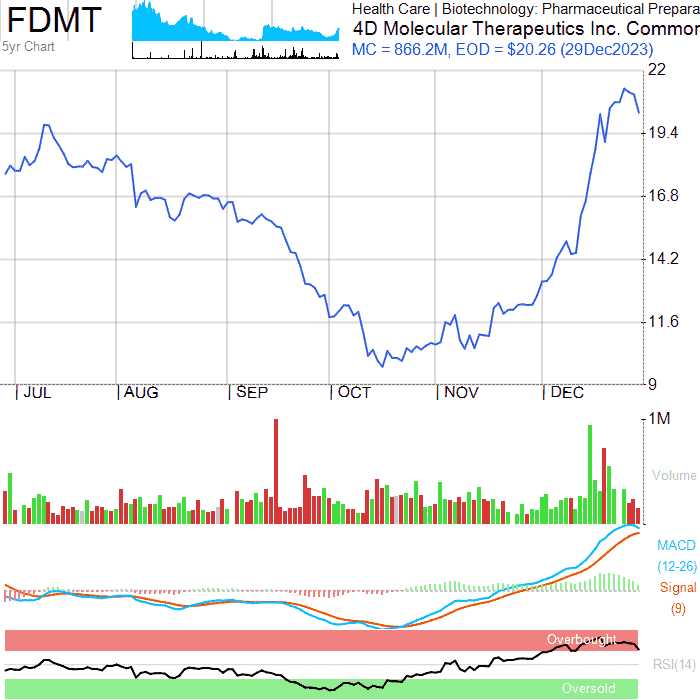 FDMT
5yr Chart
Health Care | Biotechnology: Pharmaceutical Prepara
4D Molecular Therapeutics Inc. Common
MC = 866.2M, EOD = $20.26 (29Dec2023)
22
19.4
16.8
14.2
11.6
9
JUL AUG SEP OCT NOV DEC
1M
Volume
MACD
(12-26)
Signal
(9)
Overbought
RSI(14)
Oversold